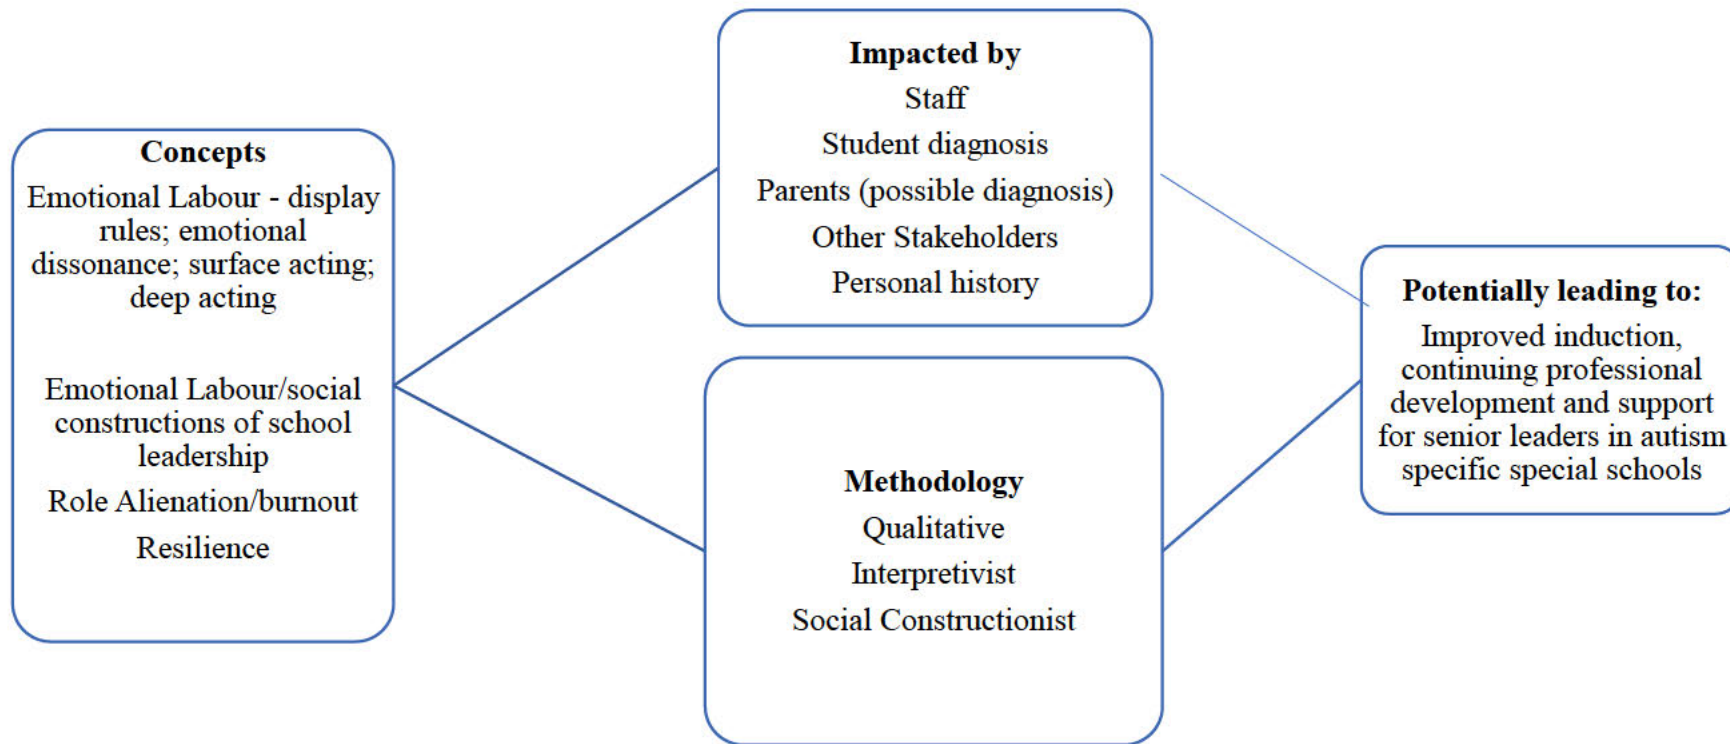 Concepts
Emotional Labour - display
rules; emotional
dissonance; surface acting;
deep acting
Emotional Labour/social
constructions of school
leadership
Role Alienation/burnout
Resilience
Impacted by
Staff
Student diagnosis
Parents (possible diagnosis)
Other Stakeholders
Personal history
Methodology
Qualitative
Interpretivist
Social Constructionist
Potentially leading to:
Improved induction,
continuing professional
development and support
for senior leaders in autism
specific special schools